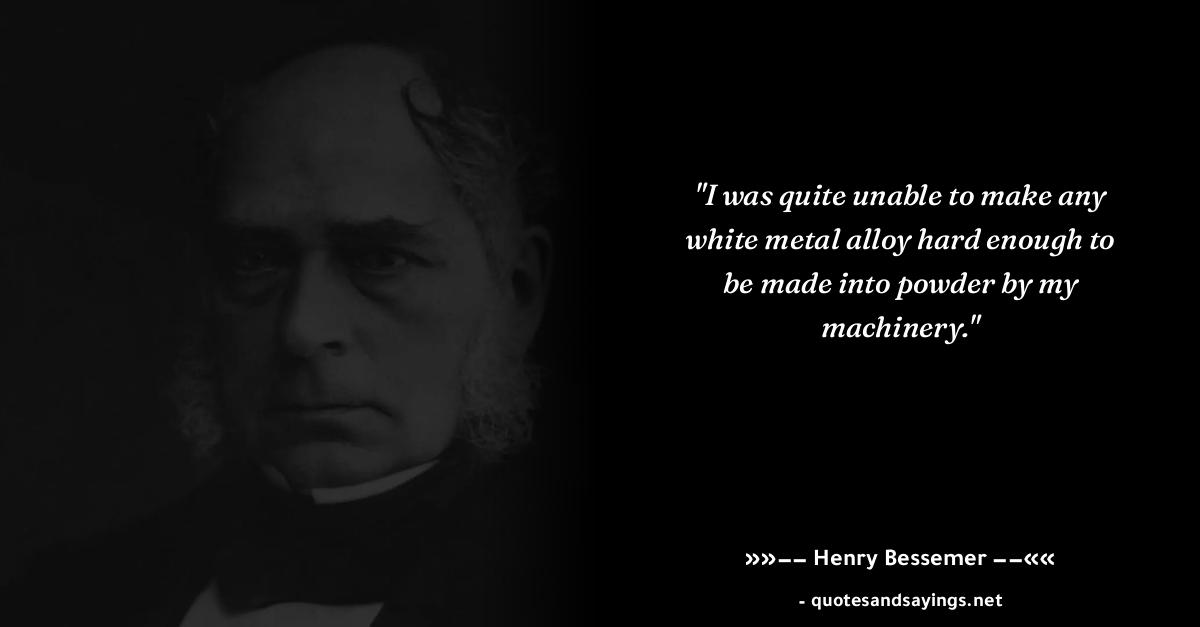 "I was quite unable to make any
white metal alloy hard enough to
be made into powder by my
machinery."
»»−− Henry Bessemer −−««
- quotesandsayings.net